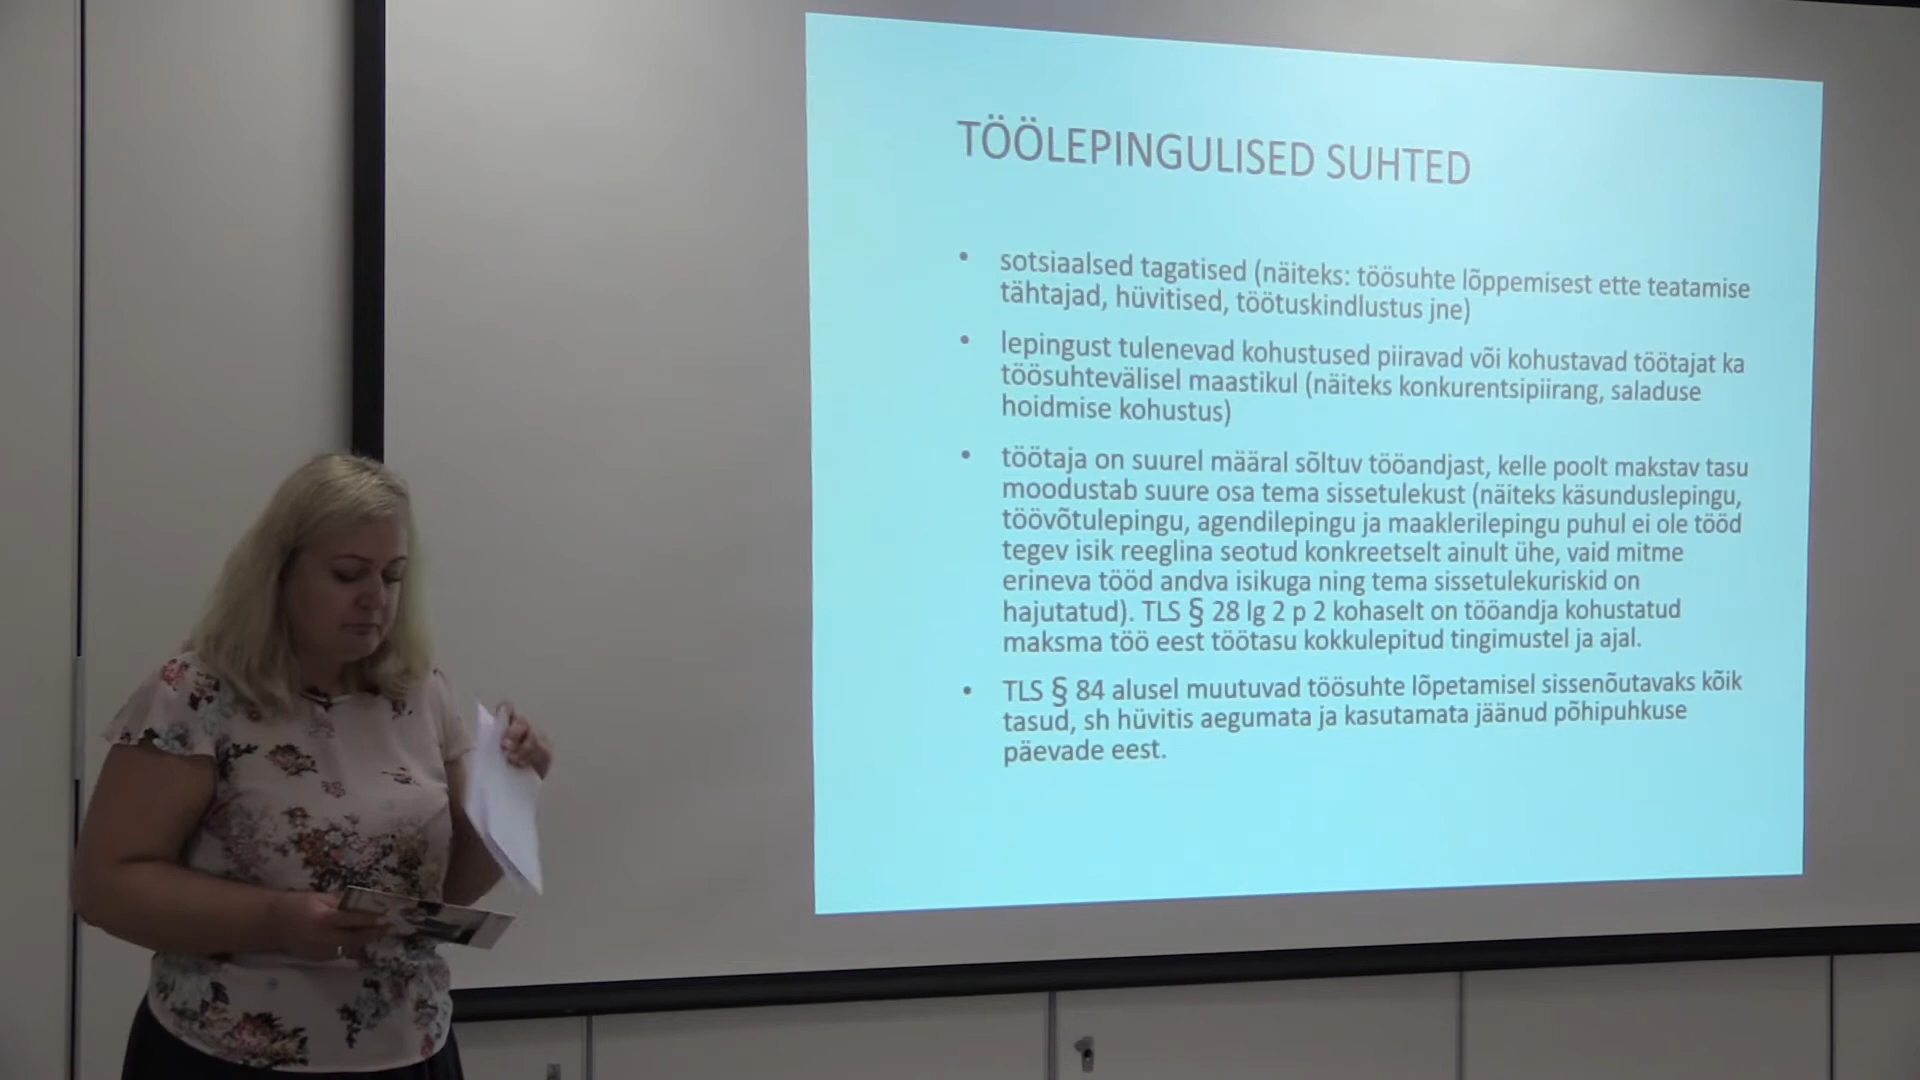 TÖÖLEPINGULISED SUHTED
• sotsiaalsed tagatised (näiteks: töösuhte lõppemisest ette teatamise
tähtajad, hüvitised, töötuskindlustus jne)
• lepingust tulenevad kohustused piiravad või kohustavad töötajat ka
töösuhtevälisel maastikul (näiteks konkurentsipiirang, saladuse
hoidmise kohustus)
• töötaja on suurel määral sõltuv tööandjast, kelle poolt makstav tasu
moodustab suure osa tema sissetulekust (näiteks käsunduslepingu,
töövõtulepingu, agendilepingu ja maaklerilepingu puhul ei ole tööd
tegev isik reeglina seotud konkreetselt ainult ühe, vaid mitme
erineva tööd andva isikuga ning tema sissetulekuriskid on
hajutatud). TLS § 28 lg 2 p 2 kohaselt on tööandja kohustatud
maksma töö eest töötasu kokkulepitud tingimustel ja ajal.
• TLS § 84 alusel muutuvad töösuhte lõpetamisel sissenõutavaks kõik
tasud, sh hüvitis aegumata ja kasutamata jäänud põhipuhkuse
päevade eest.